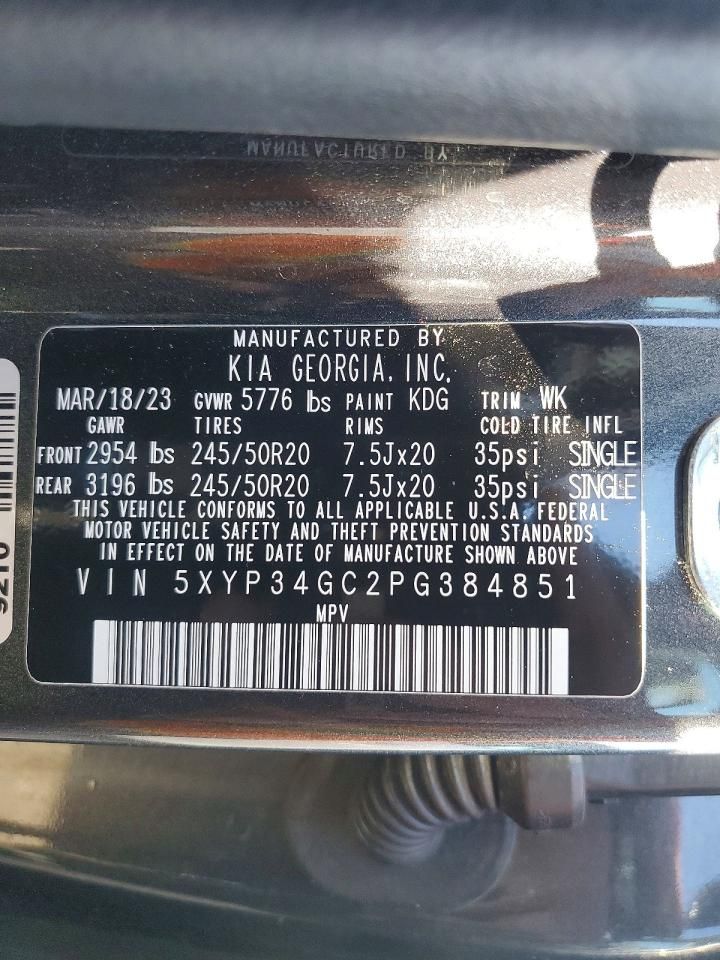 MANUFACTURED BY
MANUFACTURED BY
KIA GEORGIA, INC.
MAR/18/23 GVWR 5776 lbs PAINT KDG TRIM WK
GAWR TIRES RIMS COLD TIRE INFL
FRONT 2954 lbs 245/50R20 7.5Jx20 35psi SINGLE
REAR 3196 lbs 245/50R20 7.5Jx20 35psi SINGLE
THIS VEHICLE CONFORMS TO ALL APPLICABLE U.S.A. FEDERAL
MOTOR VEHICLE SAFETY AND THEFT PREVENTION STANDARDS
IN EFFECT ON THE DATE OF MANUFACTURE SHOWN ABOVE
VIN 5XYP34GC2PG384851
MPV